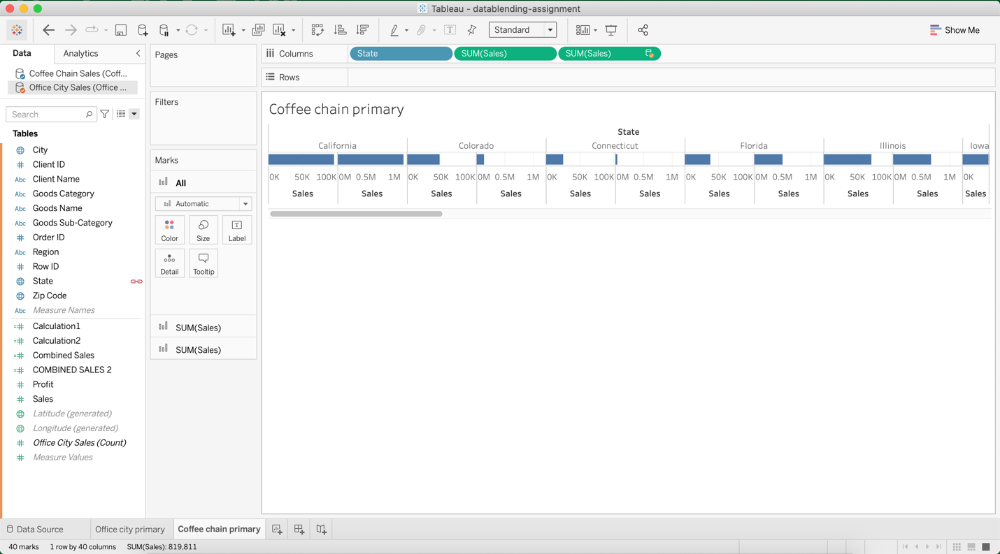 Tableau - datablending-assignment
Standard
Show Me
Data
Analytics
Coffee Chain Sales (Coff...
Office City Sales (Office ...
Search
Tables
City
Client ID
Abc Client Name
Abc Goods Category
Abc Goods Name
Abc Goods Sub-Category
Order ID
Abc Region
Row ID
State
Zip Code
Abc Measure Names
Calculation1
Calculation2
Combined Sales
COMBINED SALES 2
Profit
Sales
Latitude (generated)
Longitude (generated)
Office City Sales (Count)
Measure Values
Pages
Filters
Marks
All
Automatic
Color Size T Label
Detail Tooltip
SUM(Sales)
SUM(Sales)
Columns State SUM(Sales) SUM(Sales)
Rows
Coffee chain primary
State
California Colorado Connecticut Florida Illinois Iowa
0K 50K 100K 0M 0.5M 1M 0K 50K 100K 0M 0.5M 1M 0K 50K 100K 0M 0.5M 1M 0K 50K 100K 0M 0.5M 1M 0K 50K 100K 0M 0.5M 1M 0K
Sales Sales Sales Sales Sales Sales Sales Sales Sales Sales Sales
Data Source Office city primary Coffee chain primary
40 marks 1 row by 40 columns SUM(Sales): 819,811